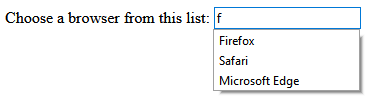 Choose a browser from this list: f
Firefox
Safari
Microsoft Edge